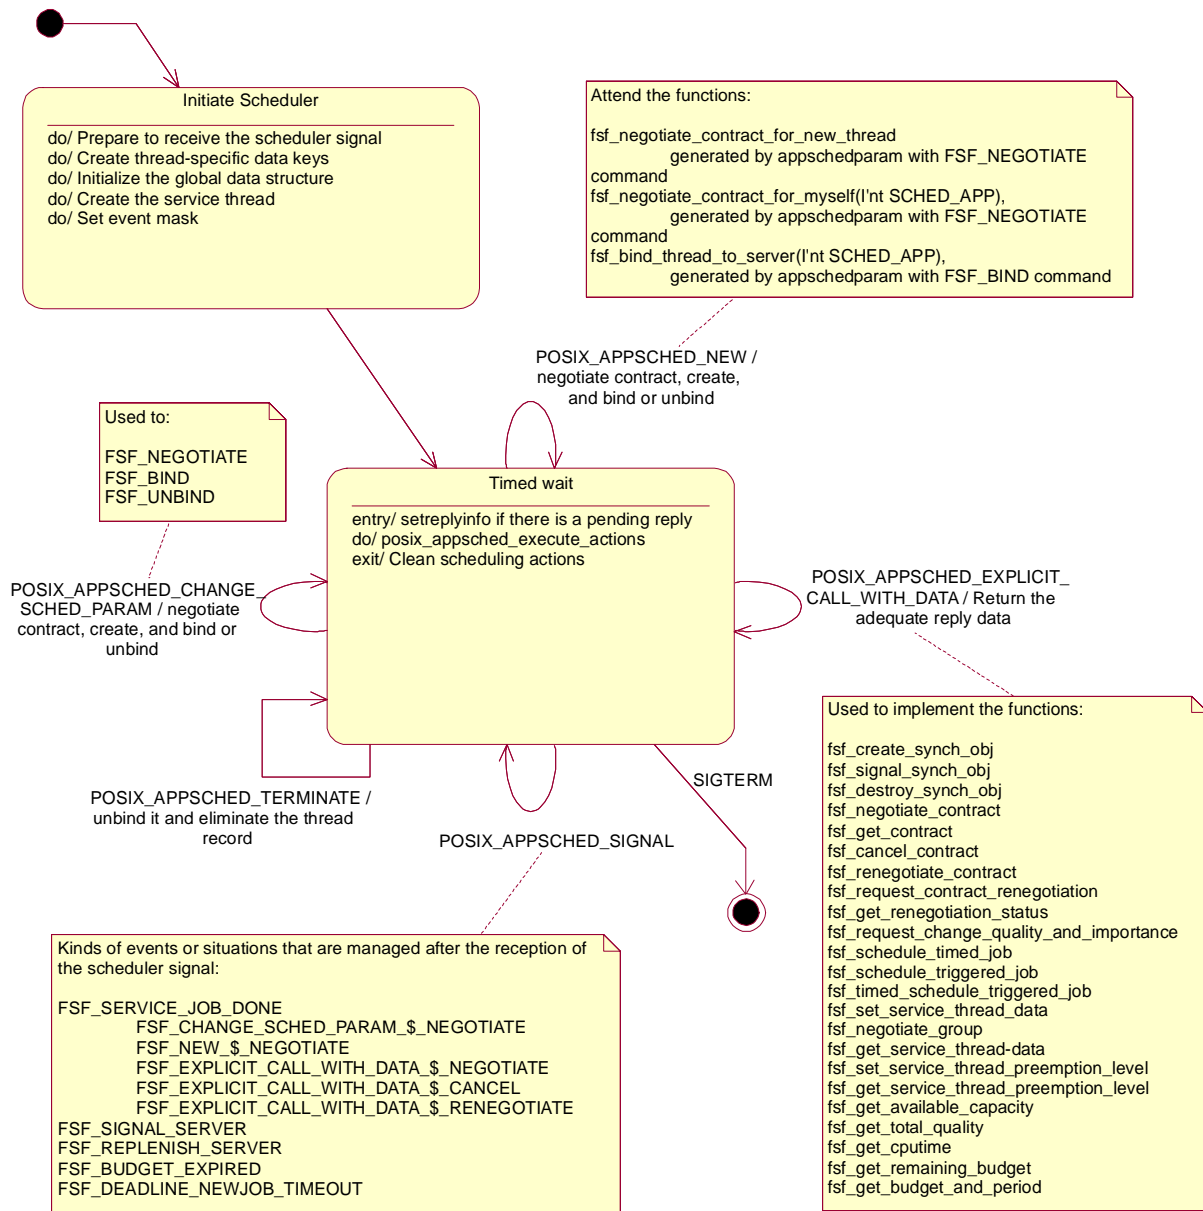 Initiate Scheduler
do/ Prepare to receive the scheduler signal
do/ Create thread-specific data keys
do/ Initialize the global data structure
do/ Create the service thread
do/ Set event mask
Attend the functions:
fsf_negotiate_contract_for_new_thread
generated by appschedparam with FSF_NEGOTIATE
command
fsf_negotiate_contract_for_myself(I'nt SCHED_APP),
generated by appschedparam with FSF_NEGOTIATE
command
fsf_bind_thread_to_server(I'nt SCHED_APP),
generated by appschedparam with FSF_BIND command
POSIX_APPSCHED_NEW /
negotiate contract, create,
and bind or unbind
Used to:
FSF_NEGOTIATE
FSF_BIND
FSF_UNBIND
Timed wait
entry/ setreplyinfo if there is a pending reply
do/ posix_appsched_execute_actions
exit/ Clean scheduling actions
POSIX_APPSCHED_CHANGE_
SCHED_PARAM / negotiate
contract, create, and bind or
unbind
POSIX_APPSCHED_EXPLICIT_
CALL_WITH_DATA / Return the
adequate reply data
POSIX_APPSCHED_TERMINATE /
unbind it and eliminate the thread
record
POSIX_APPSCHED_SIGNAL
SIGTERM
Used to implement the functions:
fsf_create_synch_obj
fsf_signal_synch_obj
fsf_destroy_synch_obj
fsf_negotiate_contract
fsf_get_contract
fsf_cancel_contract
fsf_renegotiate_contract
fsf_request_contract_renegotiation
fsf_get_renegotiation_status
fsf_request_change_quality_and_importance
fsf_schedule_timed_job
fsf_schedule_triggered_job
fsf_timed_schedule_triggered_job
fsf_set_service_thread_data
fsf_negotiate_group
fsf_get_service_thread-data
fsf_set_service_thread_preemption_level
fsf_get_service_thread_preemption_level
fsf_get_available_capacity
fsf_get_total_quality
fsf_get_cputime
fsf_get_remaining_budget
fsf_get_budget_and_period
Kinds of events or situations that are managed after the reception of
the scheduler signal:
FSF_SERVICE_JOB_DONE
FSF_CHANGE_SCHED_PARAM_$_NEGOTIATE
FSF_NEW_$_NEGOTIATE
FSF_EXPLICIT_CALL_WITH_DATA_$_NEGOTIATE
FSF_EXPLICIT_CALL_WITH_DATA_$_CANCEL
FSF_EXPLICIT_CALL_WITH_DATA_$_RENEGOTIATE
FSF_SIGNAL_SERVER
FSF_REPLENISH_SERVER
FSF_BUDGET_EXPIRED
FSF_DEADLINE_NEWJOB_TIMEOUT